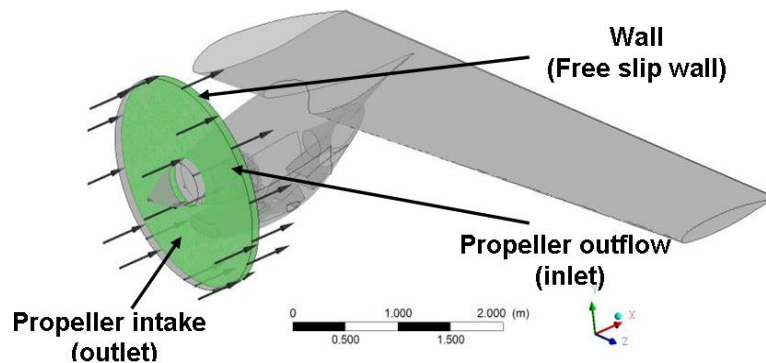 Wall
(Free slip wall)
Propeller outflow
(inlet)
Propeller intake
(outlet)
0 1.000 2.000 (m)
0.500 1.500
Y
X
Z